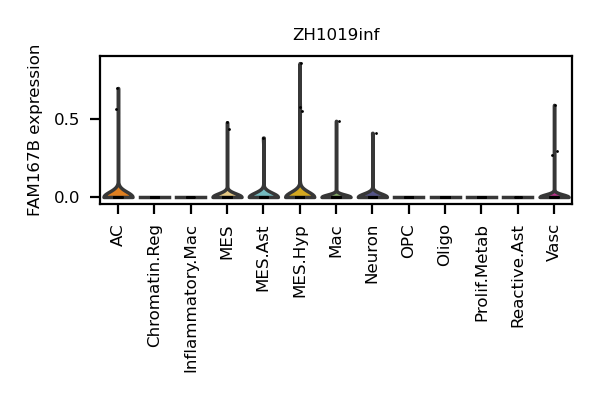 ZH1019inf
FAM167B expression
0.5
0.0
AC
Chromatin.Reg
Inflammatory.Mac
MES
MES.Ast
MES.Hyp
Mac
Neuron
OPC
Oligo
Prolif.Metab
Reactive.Ast
Vasc